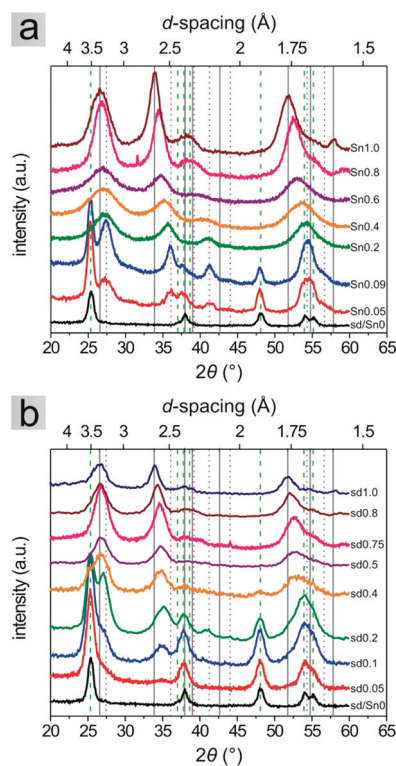 a
d-spacing (Å)
4 3.5 3 2.5 2 1.75 1.5
intensity (a.u.)
Sn1.0
Sn0.8
Sn0.6
Sn0.4
Sn0.2
Sn0.09
Sn0.05
sd/Sn0
20 25 30 35 40 45 50 55 60 65
2θ (°)
b
d-spacing (Å)
4 3.5 3 2.5 2 1.75 1.5
intensity (a.u.)
sd1.0
sd0.8
sd0.75
sd0.5
sd0.4
sd0.2
sd0.1
sd0.05
sd/Sn0
20 25 30 35 40 45 50 55 60 65
2θ (°)